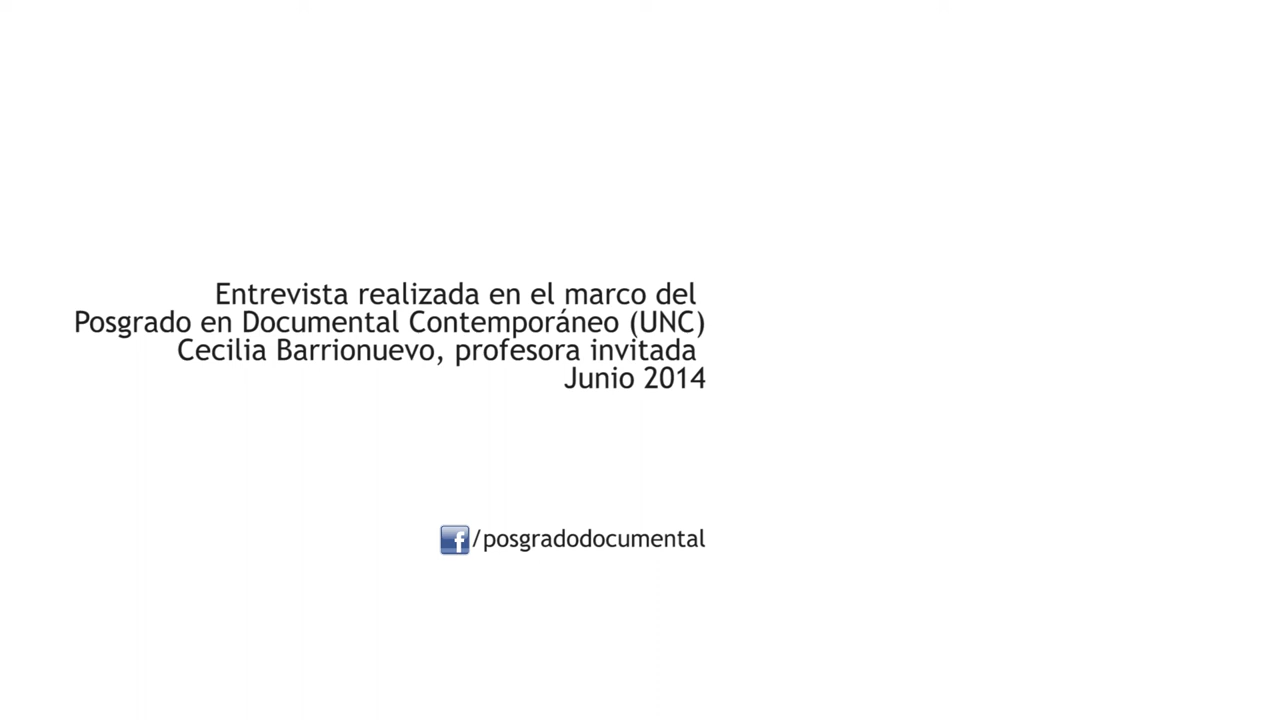 Entrevista realizada en el marco del
Posgrado en Documental Contemporáneo (UNC)
Cecilia Barrionuevo, profesora invitada
Junio 2014
f/posgradodocumental